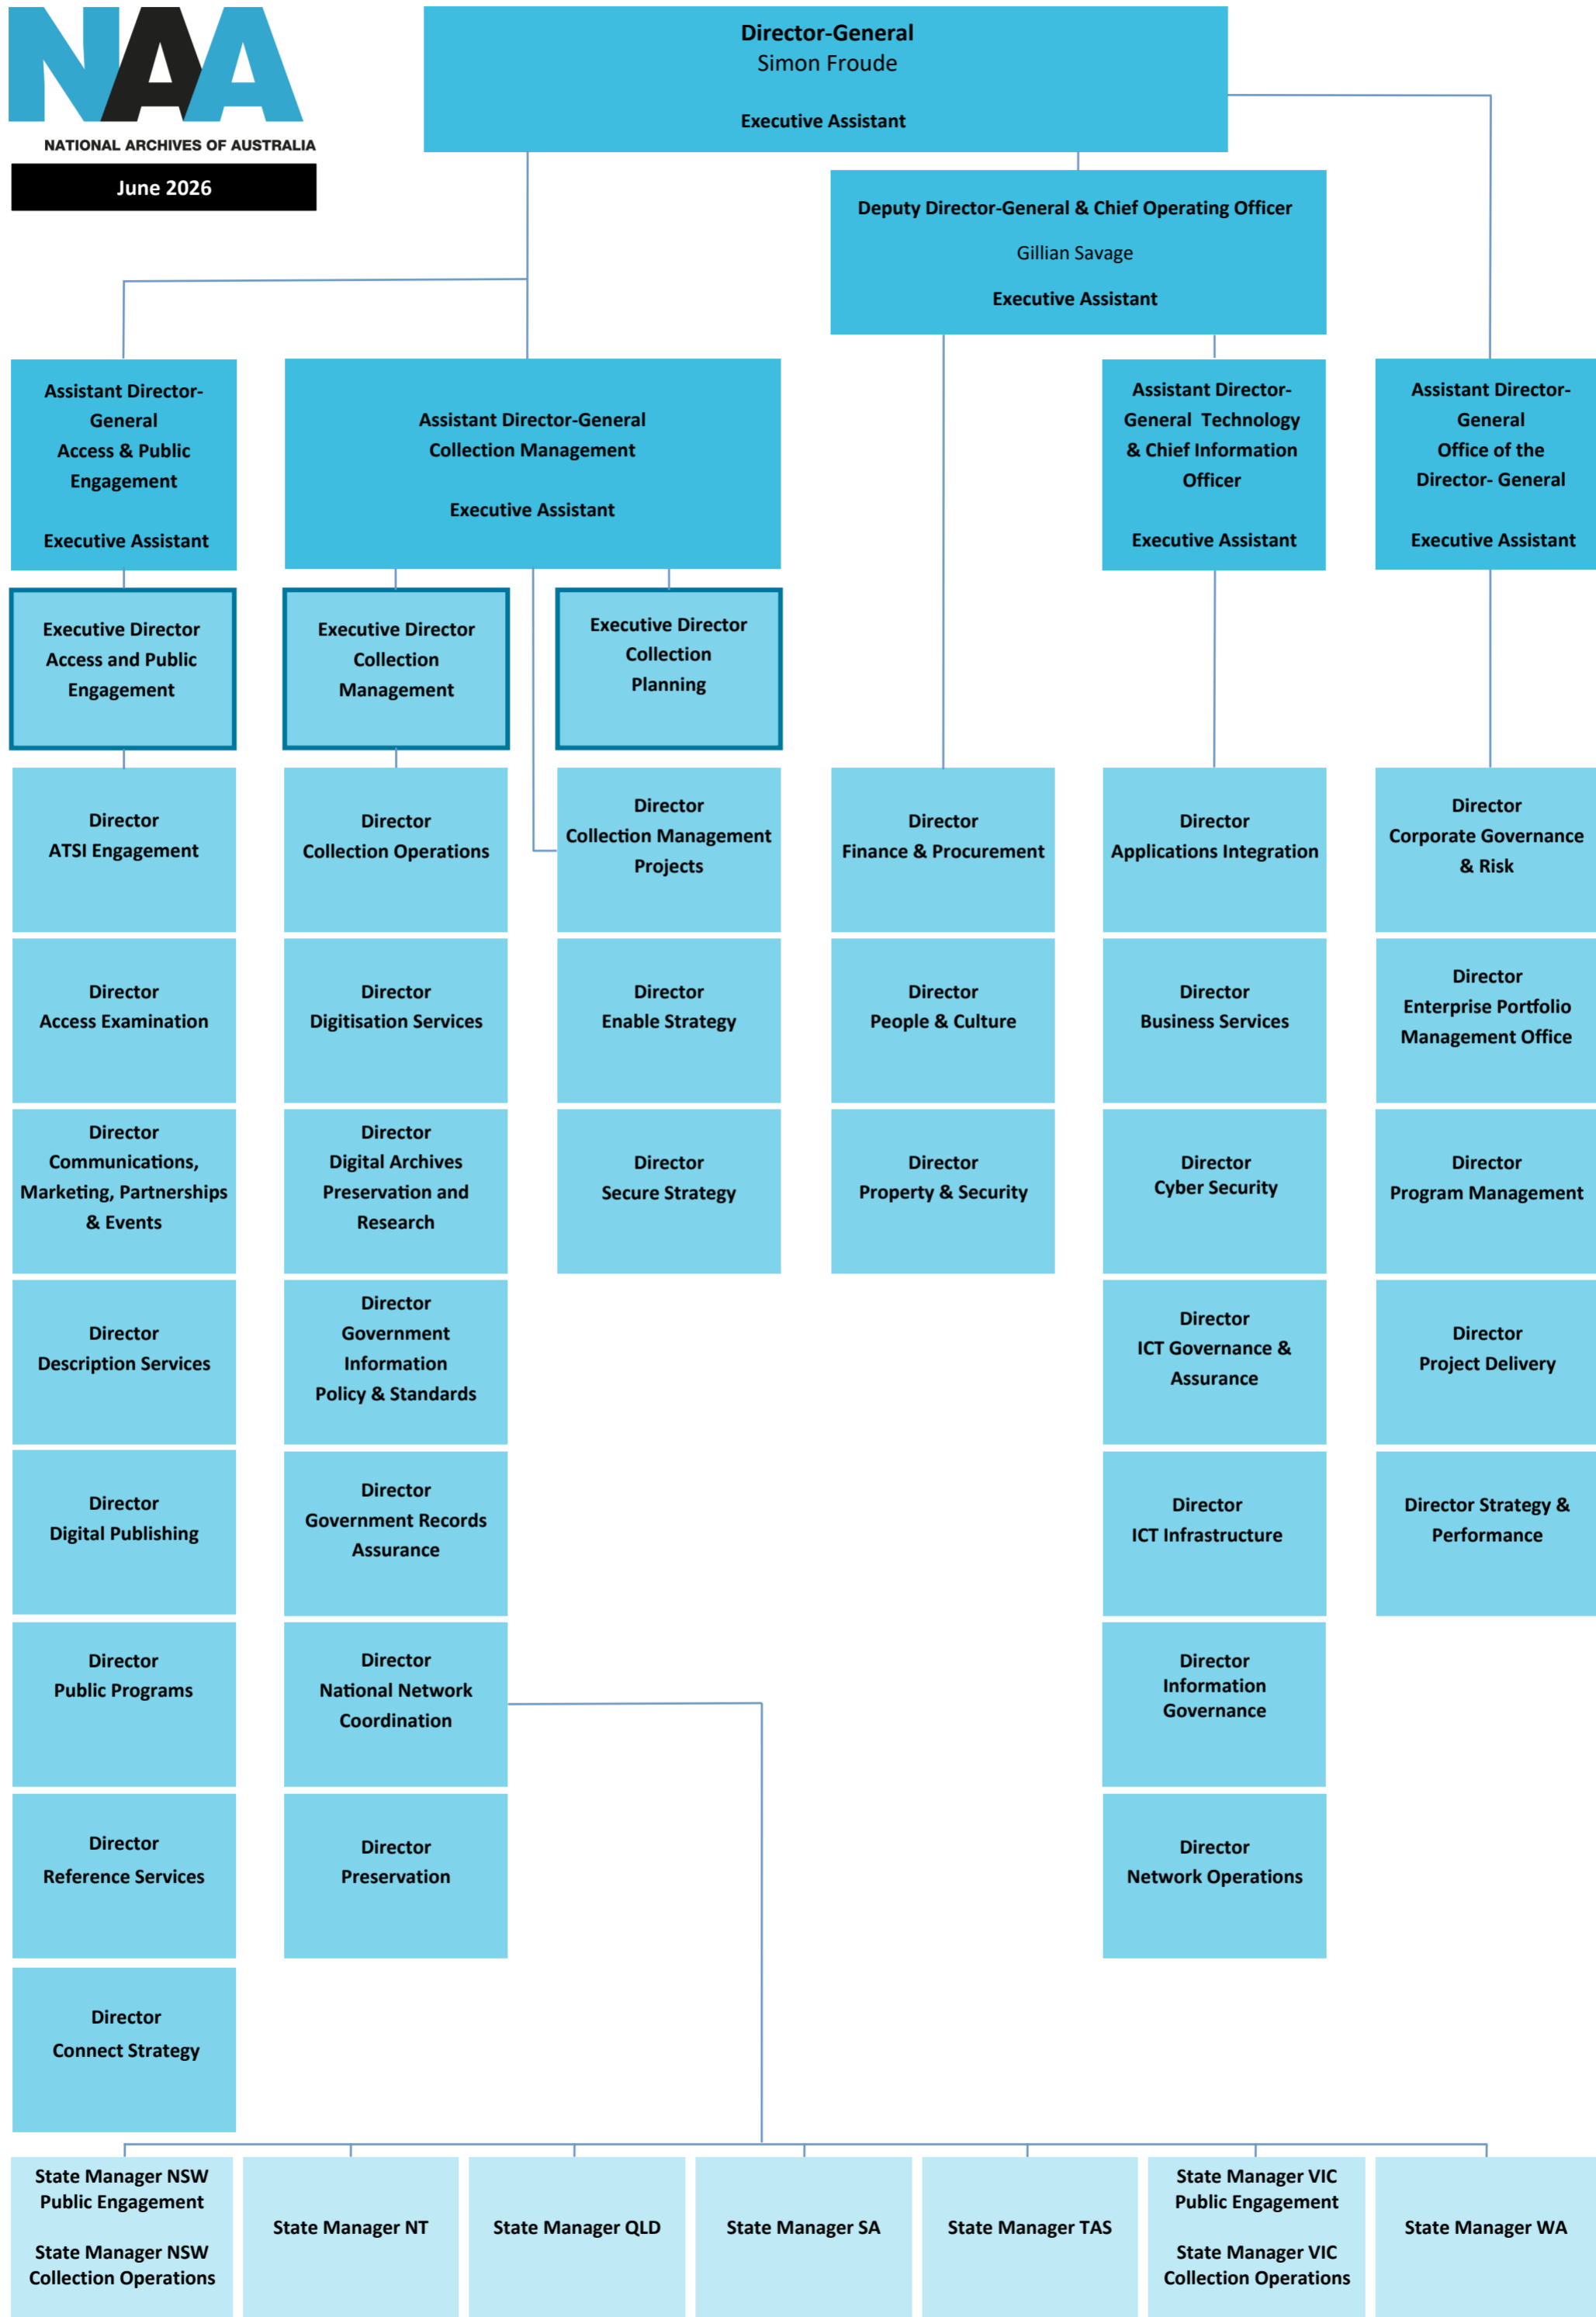 NAA
NATIONAL ARCHIVES OF AUSTRALIA
June 2026
Director-General
Simon Froude
Executive Assistant
Deputy Director-General & Chief Operating Officer
Gillian Savage
Executive Assistant
Assistant Director-
General
Access & Public
Engagement
Executive Assistant
Assistant Director-General
Collection Management
Executive Assistant
Assistant Director-
General  Technology
& Chief Information
Officer
Executive Assistant
Assistant Director-
General
Office of the
Director- General
Executive Assistant
Executive Director
Access and Public
Engagement
Executive Director
Collection
Management
Executive Director
Collection
Planning
Director
ATSI Engagement
Director
Collection Operations
Director
Collection Management
Projects
Director
Finance & Procurement
Director
Applications Integration
Director
Corporate Governance
& Risk
Director
Access Examination
Director
Digitisation Services
Director
Enable Strategy
Director
People & Culture
Director
Business Services
Director
Enterprise Portfolio
Management Office
Director
Communications,
Marketing, Partnerships
& Events
Director
Digital Archives
Preservation and
Research
Director
Secure Strategy
Director
Property & Security
Director
Cyber Security
Director
Program Management
Director
Description Services
Director
Government
Information
Policy & Standards
Director
ICT Governance &
Assurance
Director
Project Delivery
Director
Digital Publishing
Director
Government Records
Assurance
Director
ICT Infrastructure
Director Strategy &
Performance
Director
Public Programs
Director
National Network
Coordination
Director
Information
Governance
Director
Reference Services
Director
Preservation
Director
Network Operations
Director
Connect Strategy
State Manager NSW
Public Engagement
State Manager NSW
Collection Operations
State Manager NT
State Manager QLD
State Manager SA
State Manager TAS
State Manager VIC
Public Engagement
State Manager VIC
Collection Operations
State Manager WA